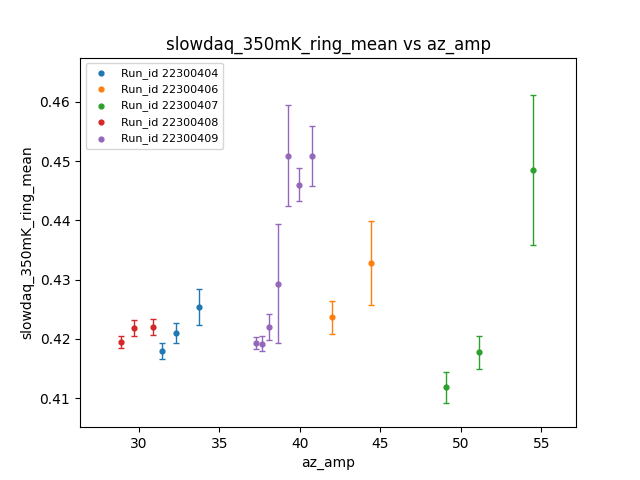 slowdaq_350mK_ring_mean vs az_amp
Run_id 22300404
Run_id 22300406
Run_id 22300407
Run_id 22300408
Run_id 22300409
slowdaq_350mK_ring_mean
0.46
0.45
0.44
0.43
0.42
0.41
30 35 40 45 50 55
az_amp